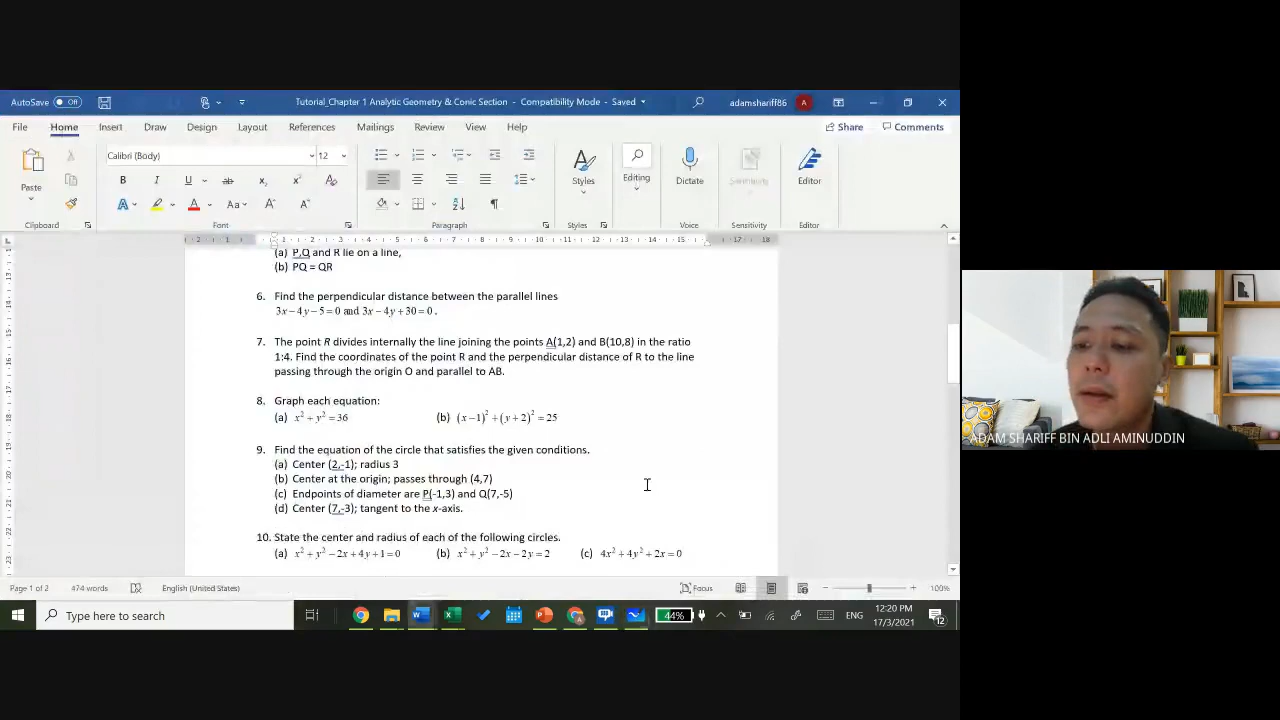 AutoSave Off
Tutorial_Chapter 1 Analytic Geometry & Conic Section - Compatibility Mode - Saved
adamshariff86 A
File Home Insert Draw Design Layout References Mailings Review View Help
Share Comments
Calibri (Body) 12
Paste
Styles
Editing
Dictate
Sensitivity
Editor
Clipboard Font Paragraph Styles Voice Sensitivity Editor
(a) P,Q and R lie on a line,
(b) PQ = QR
6. Find the perpendicular distance between the parallel lines
3x − 4y − 5 = 0 and 3x − 4y + 30 = 0 .
7. The point R divides internally the line joining the points A(1,2) and B(10,8) in the ratio
1:4. Find the coordinates of the point R and the perpendicular distance of R to the line
passing through the origin O and parallel to AB.
8. Graph each equation:
(a) x² + y² = 36 (b) (x−1)² + (y+2)² = 25
9. Find the equation of the circle that satisfies the given conditions.
(a) Center (2,-1); radius 3
(b) Center at the origin; passes through (4,7)
(c) Endpoints of diameter are P(-1,3) and Q(7,-5)
(d) Center (7,-3); tangent to the x-axis.
10. State the center and radius of each of the following circles.
(a) x² + y² − 2x + 4y + 1 = 0 (b) x² + y² − 2x − 2y = 2 (c) 4x² + 4y² + 2x = 0
Page 1 of 2 474 words English (United States) Focus 100%
Type here to search
44%
ENG
12:20 PM
17/3/2021
12
ADAM SHARIFF BIN ADLI AMINUDDIN